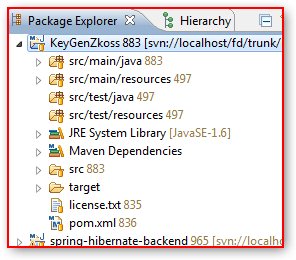 Package Explorer Hierarchy
KeyGenZkoss 883 [svn://localhost/fd/trunk/
src/main/java 883
src/main/resources 497
src/test/java 497
src/test/resources 497
JRE System Library [JavaSE-1.6]
Maven Dependencies
src 883
target
license.txt 835
pom.xml 836
spring-hibernate-backend 965 [svn://localho